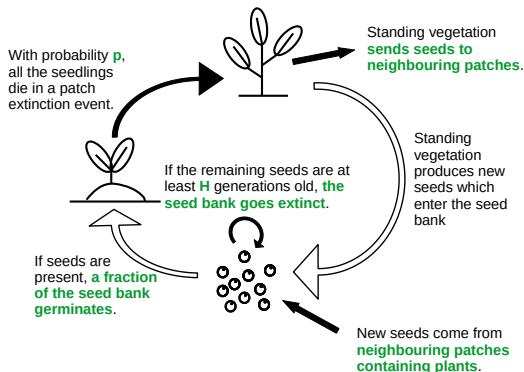 Standing vegetation
sends seeds to
neighbouring patches.
With probability p,
all the seedlings
die in a patch
extinction event.
Standing
vegetation
produces new
seeds which
enter the seed
bank
If the remaining seeds are at
least H generations old, the
seed bank goes extinct.
If seeds are
present, a fraction
of the seed bank
germinates.
New seeds come from
neighbouring patches
containing plants.